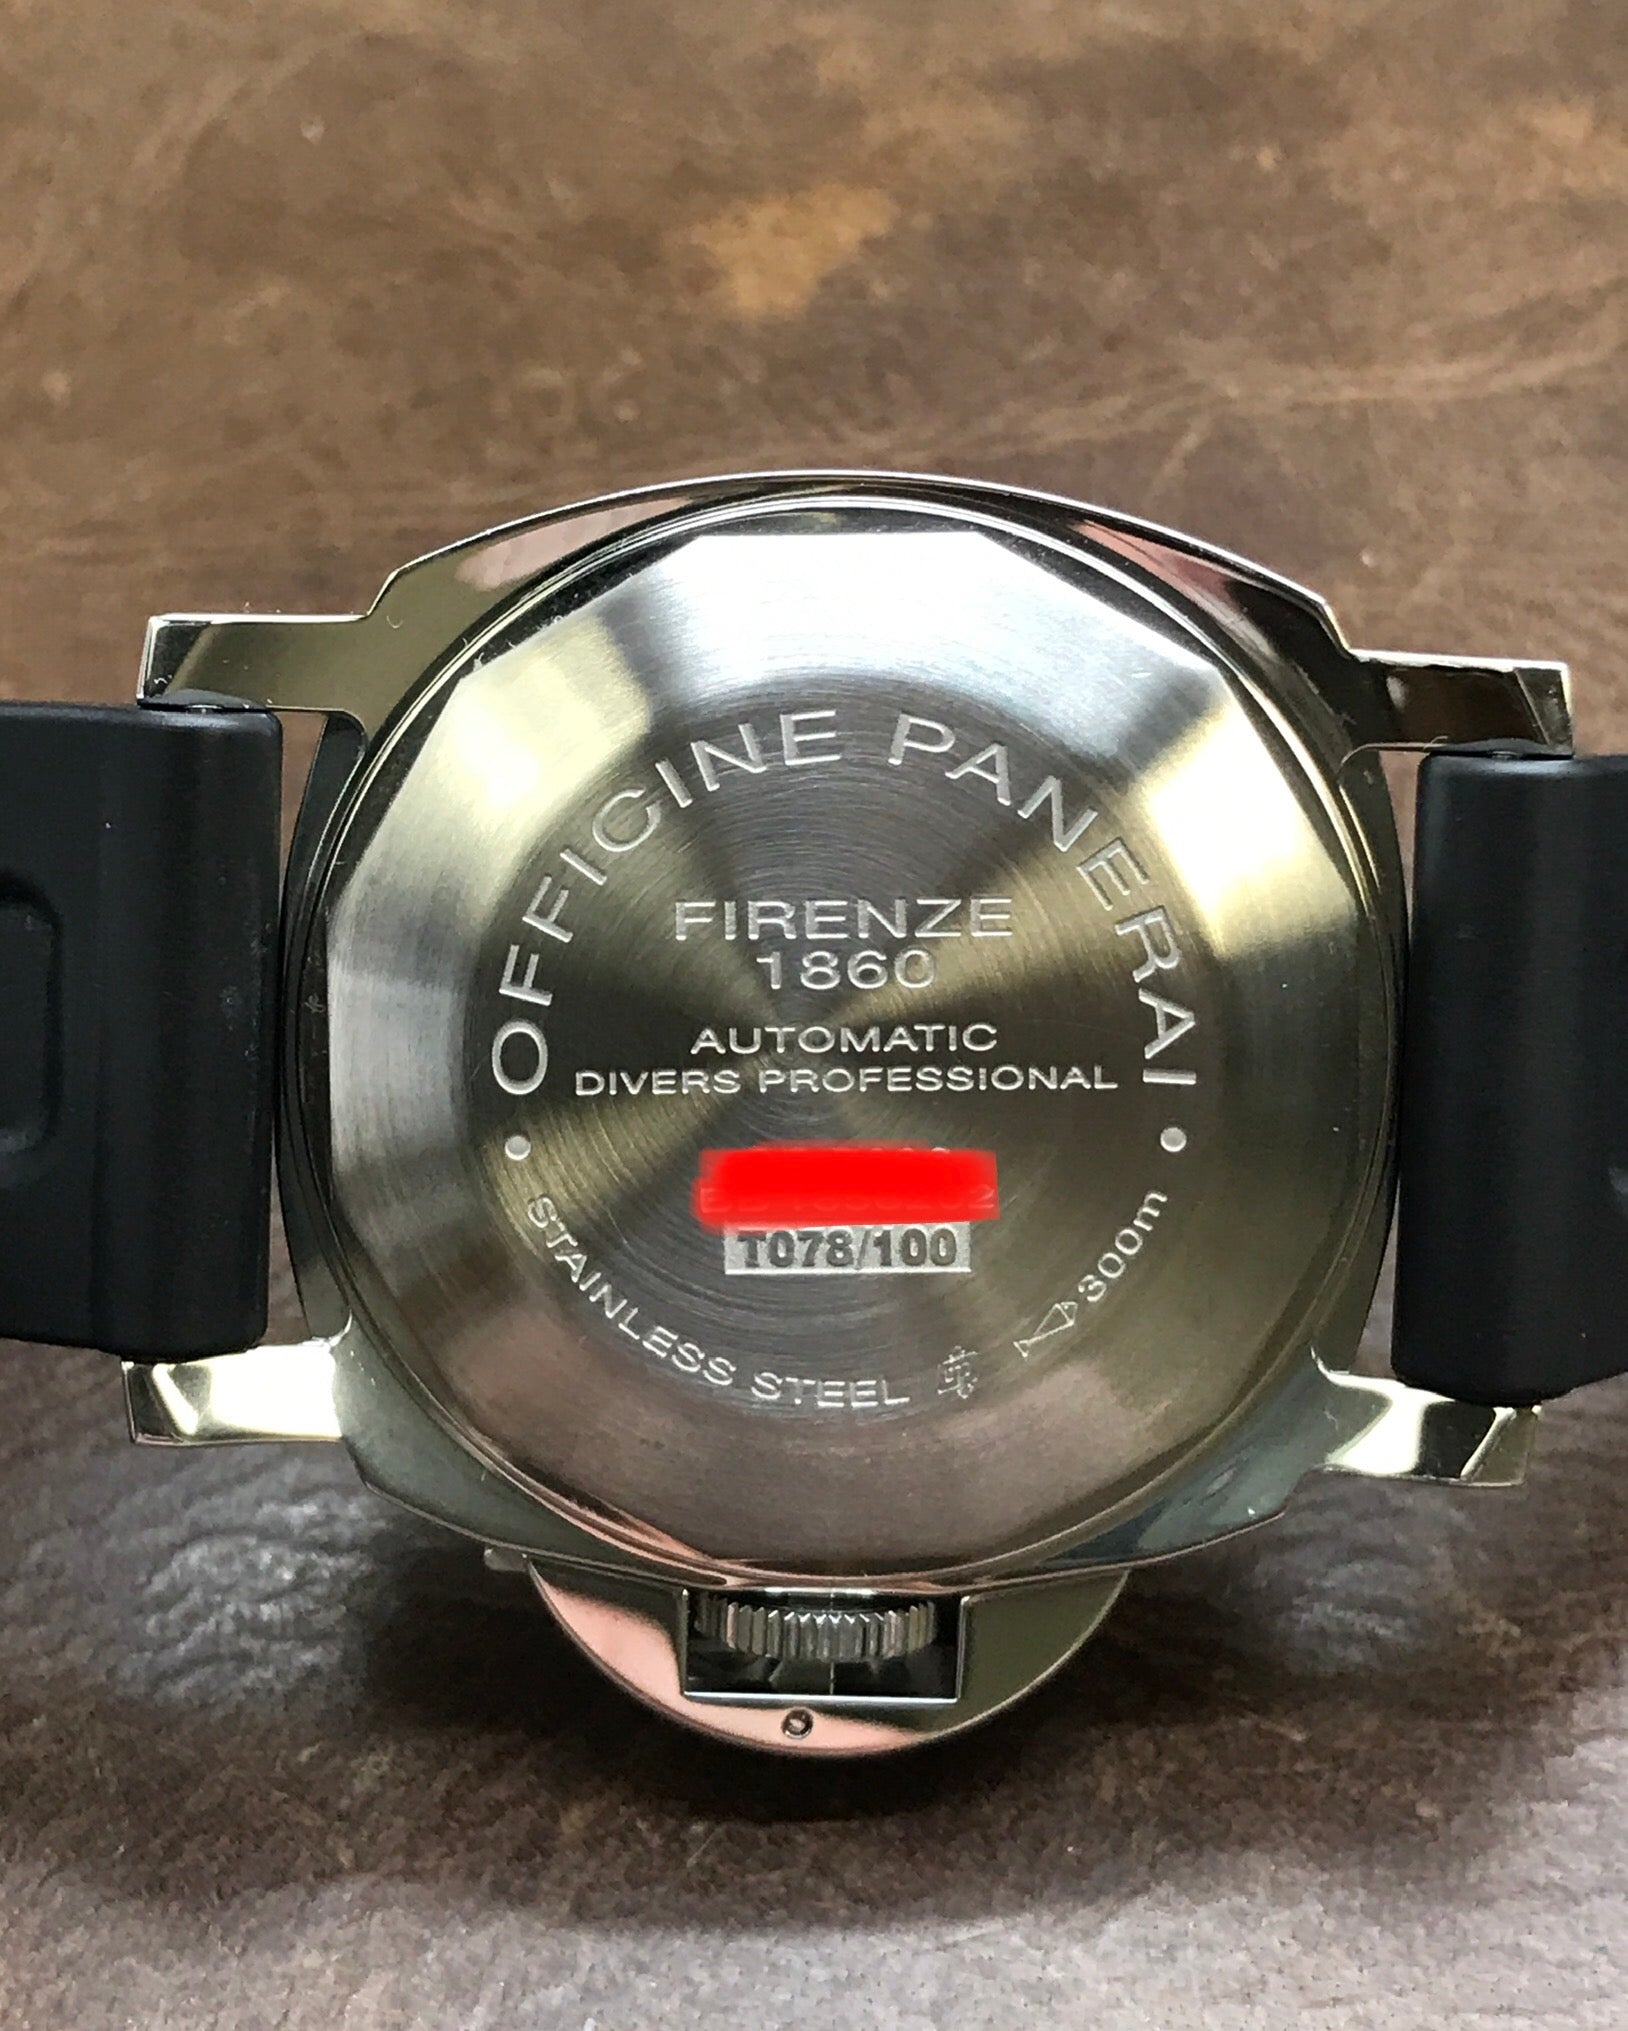 OFFICINE PANERAI
FIRENZE
1860
AUTOMATIC
DIVERS PROFESSIONAL
T078/100
• STAINLESS STEEL 300m •